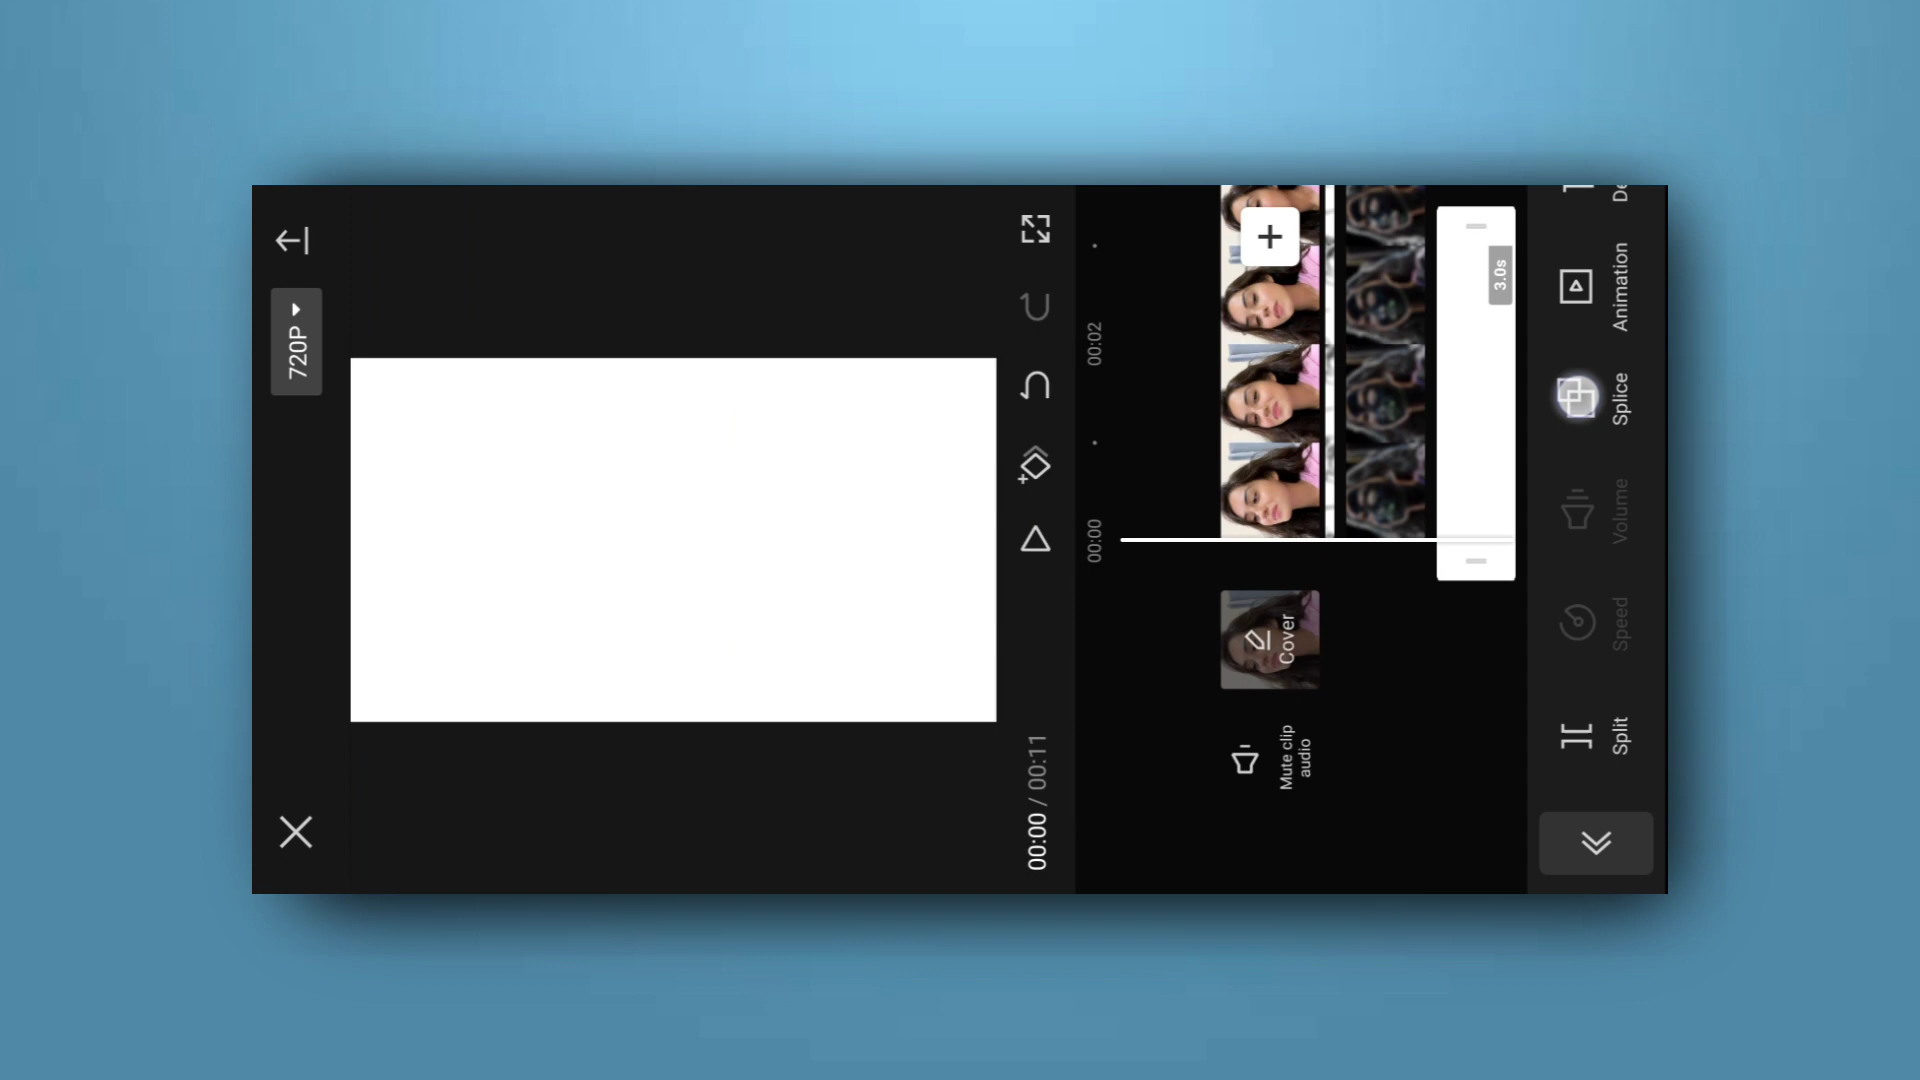 720P
00:00 / 00:11
00:00
00:02
Mute clip
audio
Cover
3.0s
Split
Speed
Volume
Splice
Animation
De